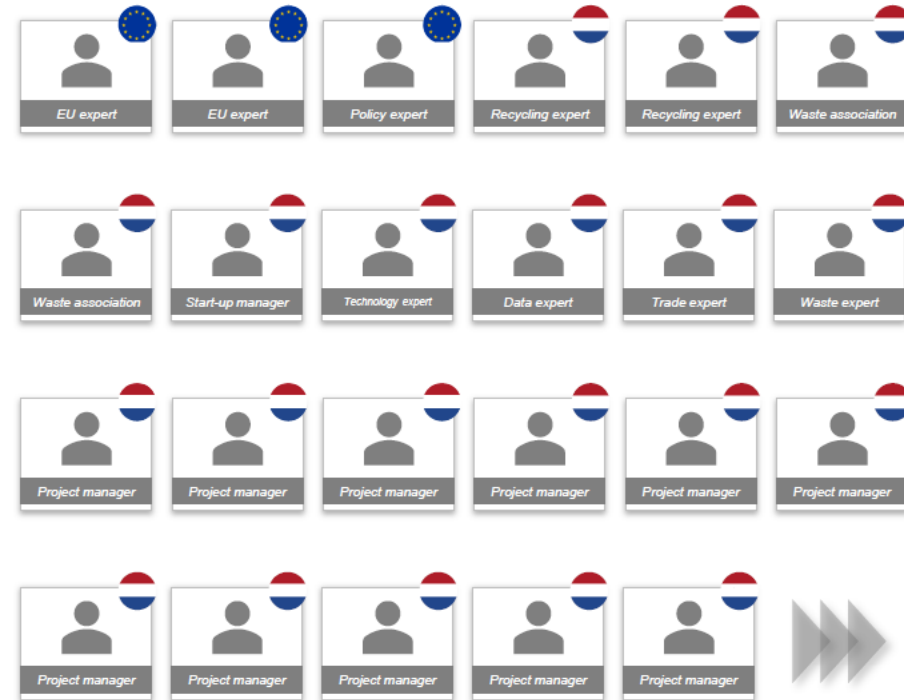 EU expert
EU expert
Policy expert
Recycling expert
Recycling expert
Waste association
Waste association
Start-up manager
Technology expert
Data expert
Trade expert
Waste expert
Project manager
Project manager
Project manager
Project manager
Project manager
Project manager
Project manager
Project manager
Project manager
Project manager
Project manager